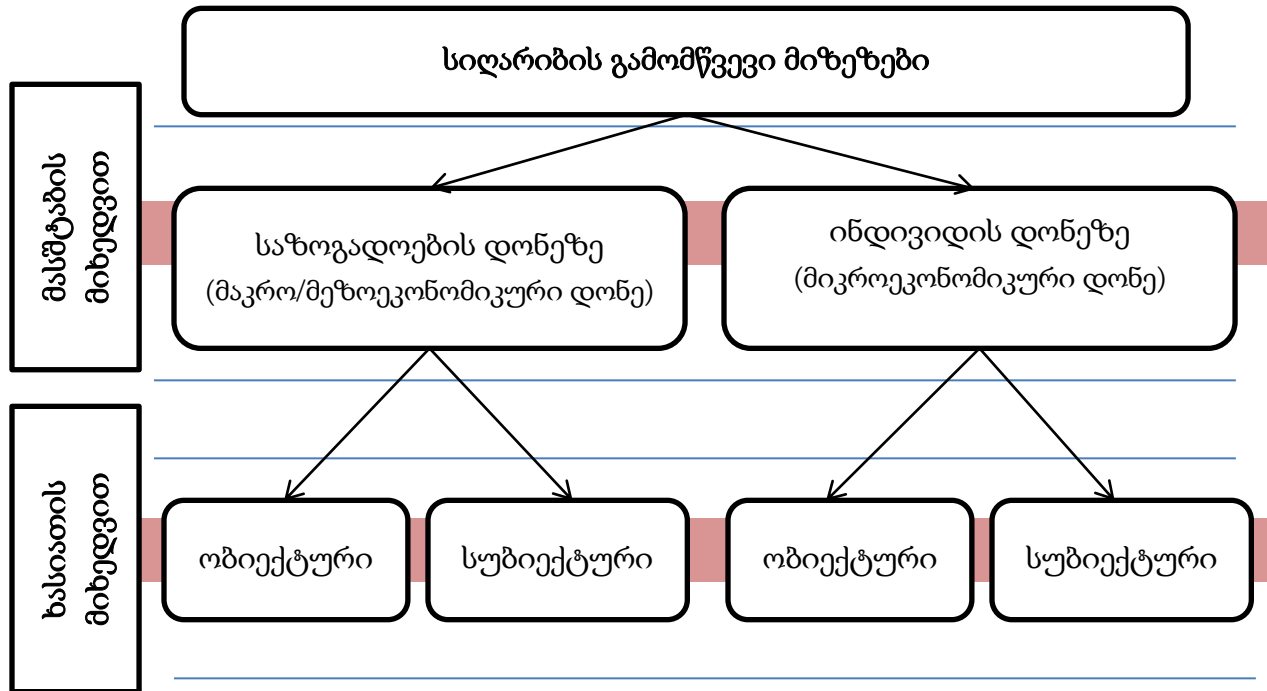 სიღარიბის გამომწვევი მიზეზები
მასშტაბის
მიხედვით
საზოგადოების დონეზე
(მაკრო/მეზოეკონომიკური დონე)
ინდივიდის დონეზე
(მიკროეკონომიკური დონე)
ხასიათის
მიხედვით
ობიექტური
სუბიექტური
ობიექტური
სუბიექტური